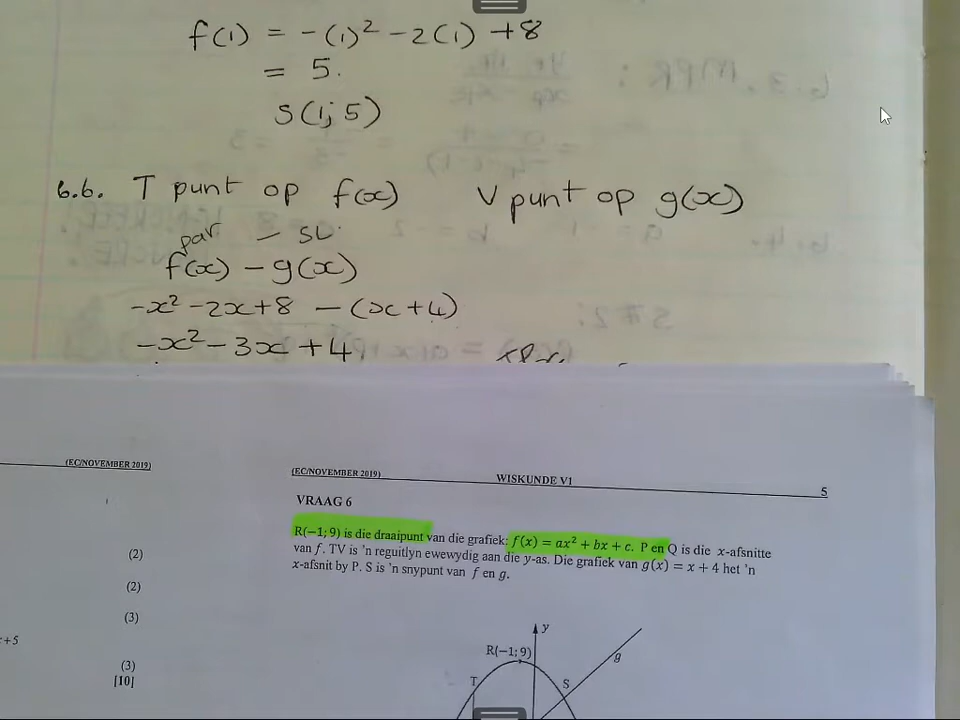 f(1) = -(1)² - 2(1) + 8
= 5.
S(1; 5)
6.6. T punt op f(x) V punt op g(x)
par - SL.
f(x) - g(x)
-x² - 2x + 8 - (x + 4)
-x² - 3x + 4
(EC/NOVEMBER 2019)
(2)
(2)
(3)
+5
(3)
[10]
(EC/NOVEMBER 2019) WISKUNDE V1 5
VRAAG 6
R(−1; 9) is die draaipunt van die grafiek: f(x) = ax² + bx + c. P en Q is die x-afsnitte
van f. TV is 'n reguitlyn ewewydig aan die y-as. Die grafiek van g(x) = x + 4 het 'n
x-afsnit by P. S is 'n snypunt van f en g.
y
R(−1; 9)
g
T
S